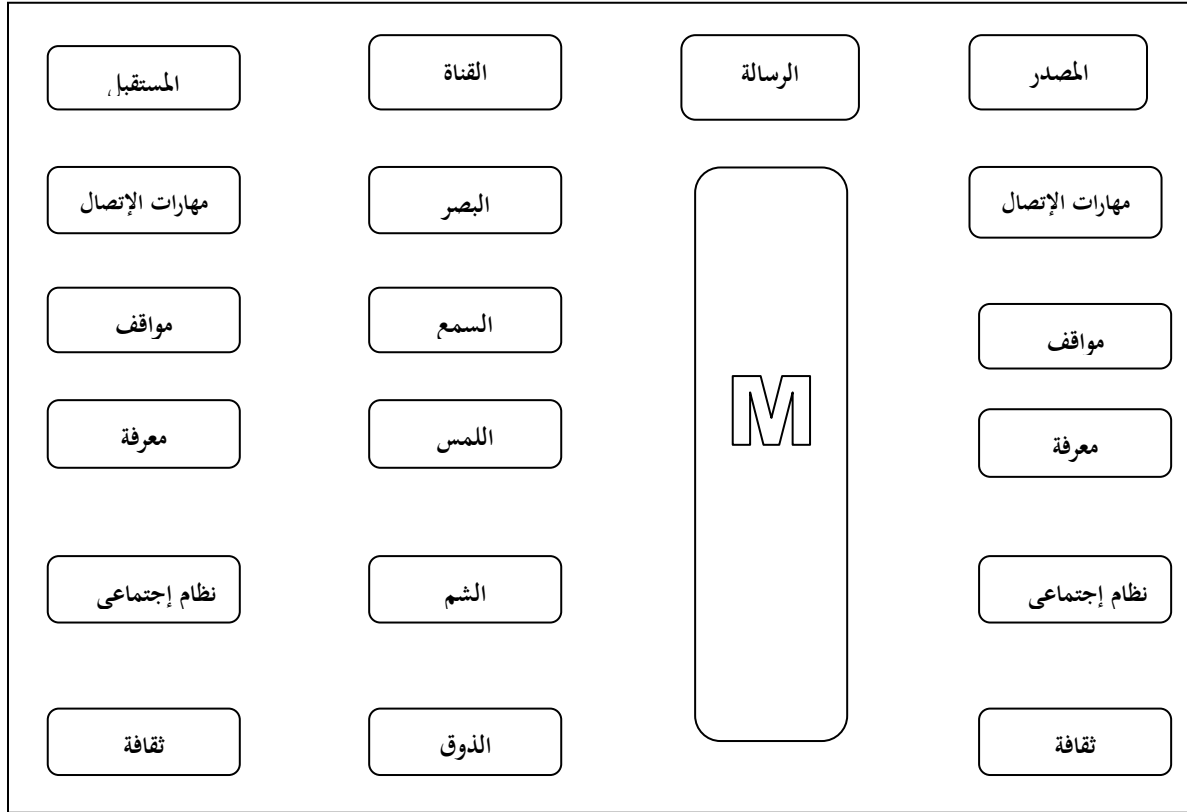 المصدر
الرسالة
القناة
المستقبل
مهارات الإتصال
البصر
مهارات الإتصال
مواقف
السمع
مواقف
M
معرفة
اللمس
معرفة
نظام إجتماعى
الشم
نظام إجتماعى
ثقافة
الذوق
ثقافة